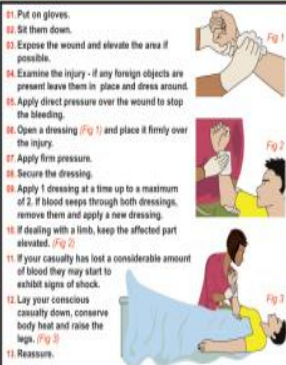 01. Put on gloves.
02. Sit them down.
03. Expose the wound and elevate the area if
possible.
04. Examine the injury - if any foreign objects are
present leave them in place and dress around.
05. Apply direct pressure over the wound to stop
the bleeding.
06. Open a dressing (Fig 1) and place it firmly over
the injury.
07. Apply firm pressure.
08. Secure the dressing.
09. Apply 1 dressing at a time up to a maximum
of 2. If blood seeps through both dressings,
remove them and apply a new dressing.
10. If dealing with a limb, keep the affected part
elevated. (Fig 2)
11. If your casualty has lost a considerable amount
of blood they may start to
exhibit signs of shock.
12. Lay your conscious
casualty down, conserve
body heat and raise the
legs. (Fig 3)
13. Reassure.
Fig 1
Fig 2
Fig 3